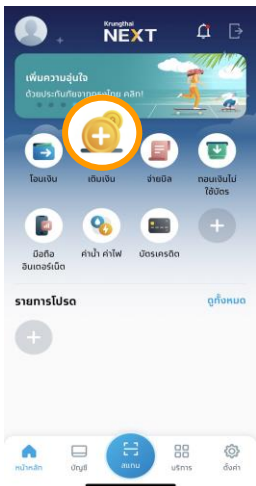 Krungthai
NEXT
เพิ่มความอุ่นใจ
ด้วยประกันภัยจากกรุงไทย คลิก!
โอนเงิน
เติมเงิน
จ่ายบิล
ถอนเงินไม่
ใช้บัตร
มือถือ
อินเตอร์เน็ต
ค่าน้ำ ค่าไฟ
บัตรเครดิต
รายการโปรด
ดูทั้งหมด
หน้าหลัก
บัญชี
สแกน
บริการ
ตั้งค่า